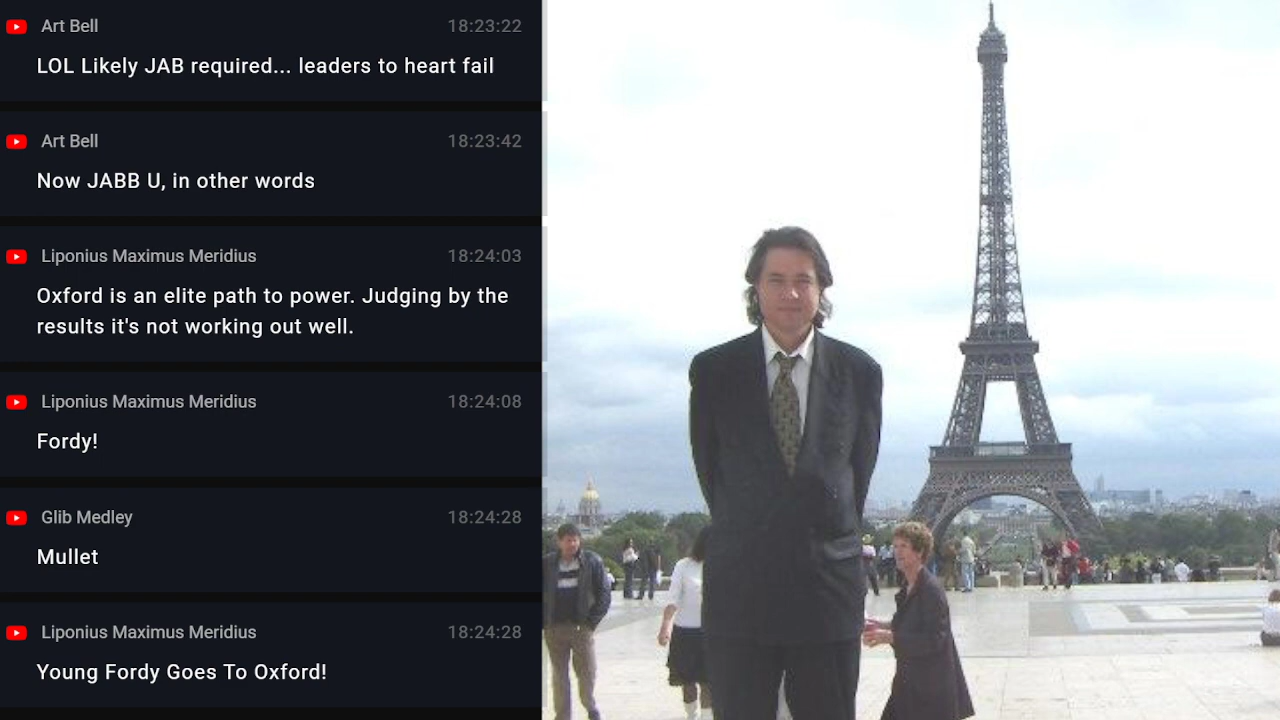 Art Bell 18:23:22
LOL Likely JAB required... leaders to heart fail
Art Bell 18:23:42
Now JABB U, in other words
Liponius Maximus Meridius 18:24:03
Oxford is an elite path to power. Judging by the
results it's not working out well.
Liponius Maximus Meridius 18:24:08
Fordy!
Glib Medley 18:24:28
Mullet
Liponius Maximus Meridius 18:24:28
Young Fordy Goes To Oxford!